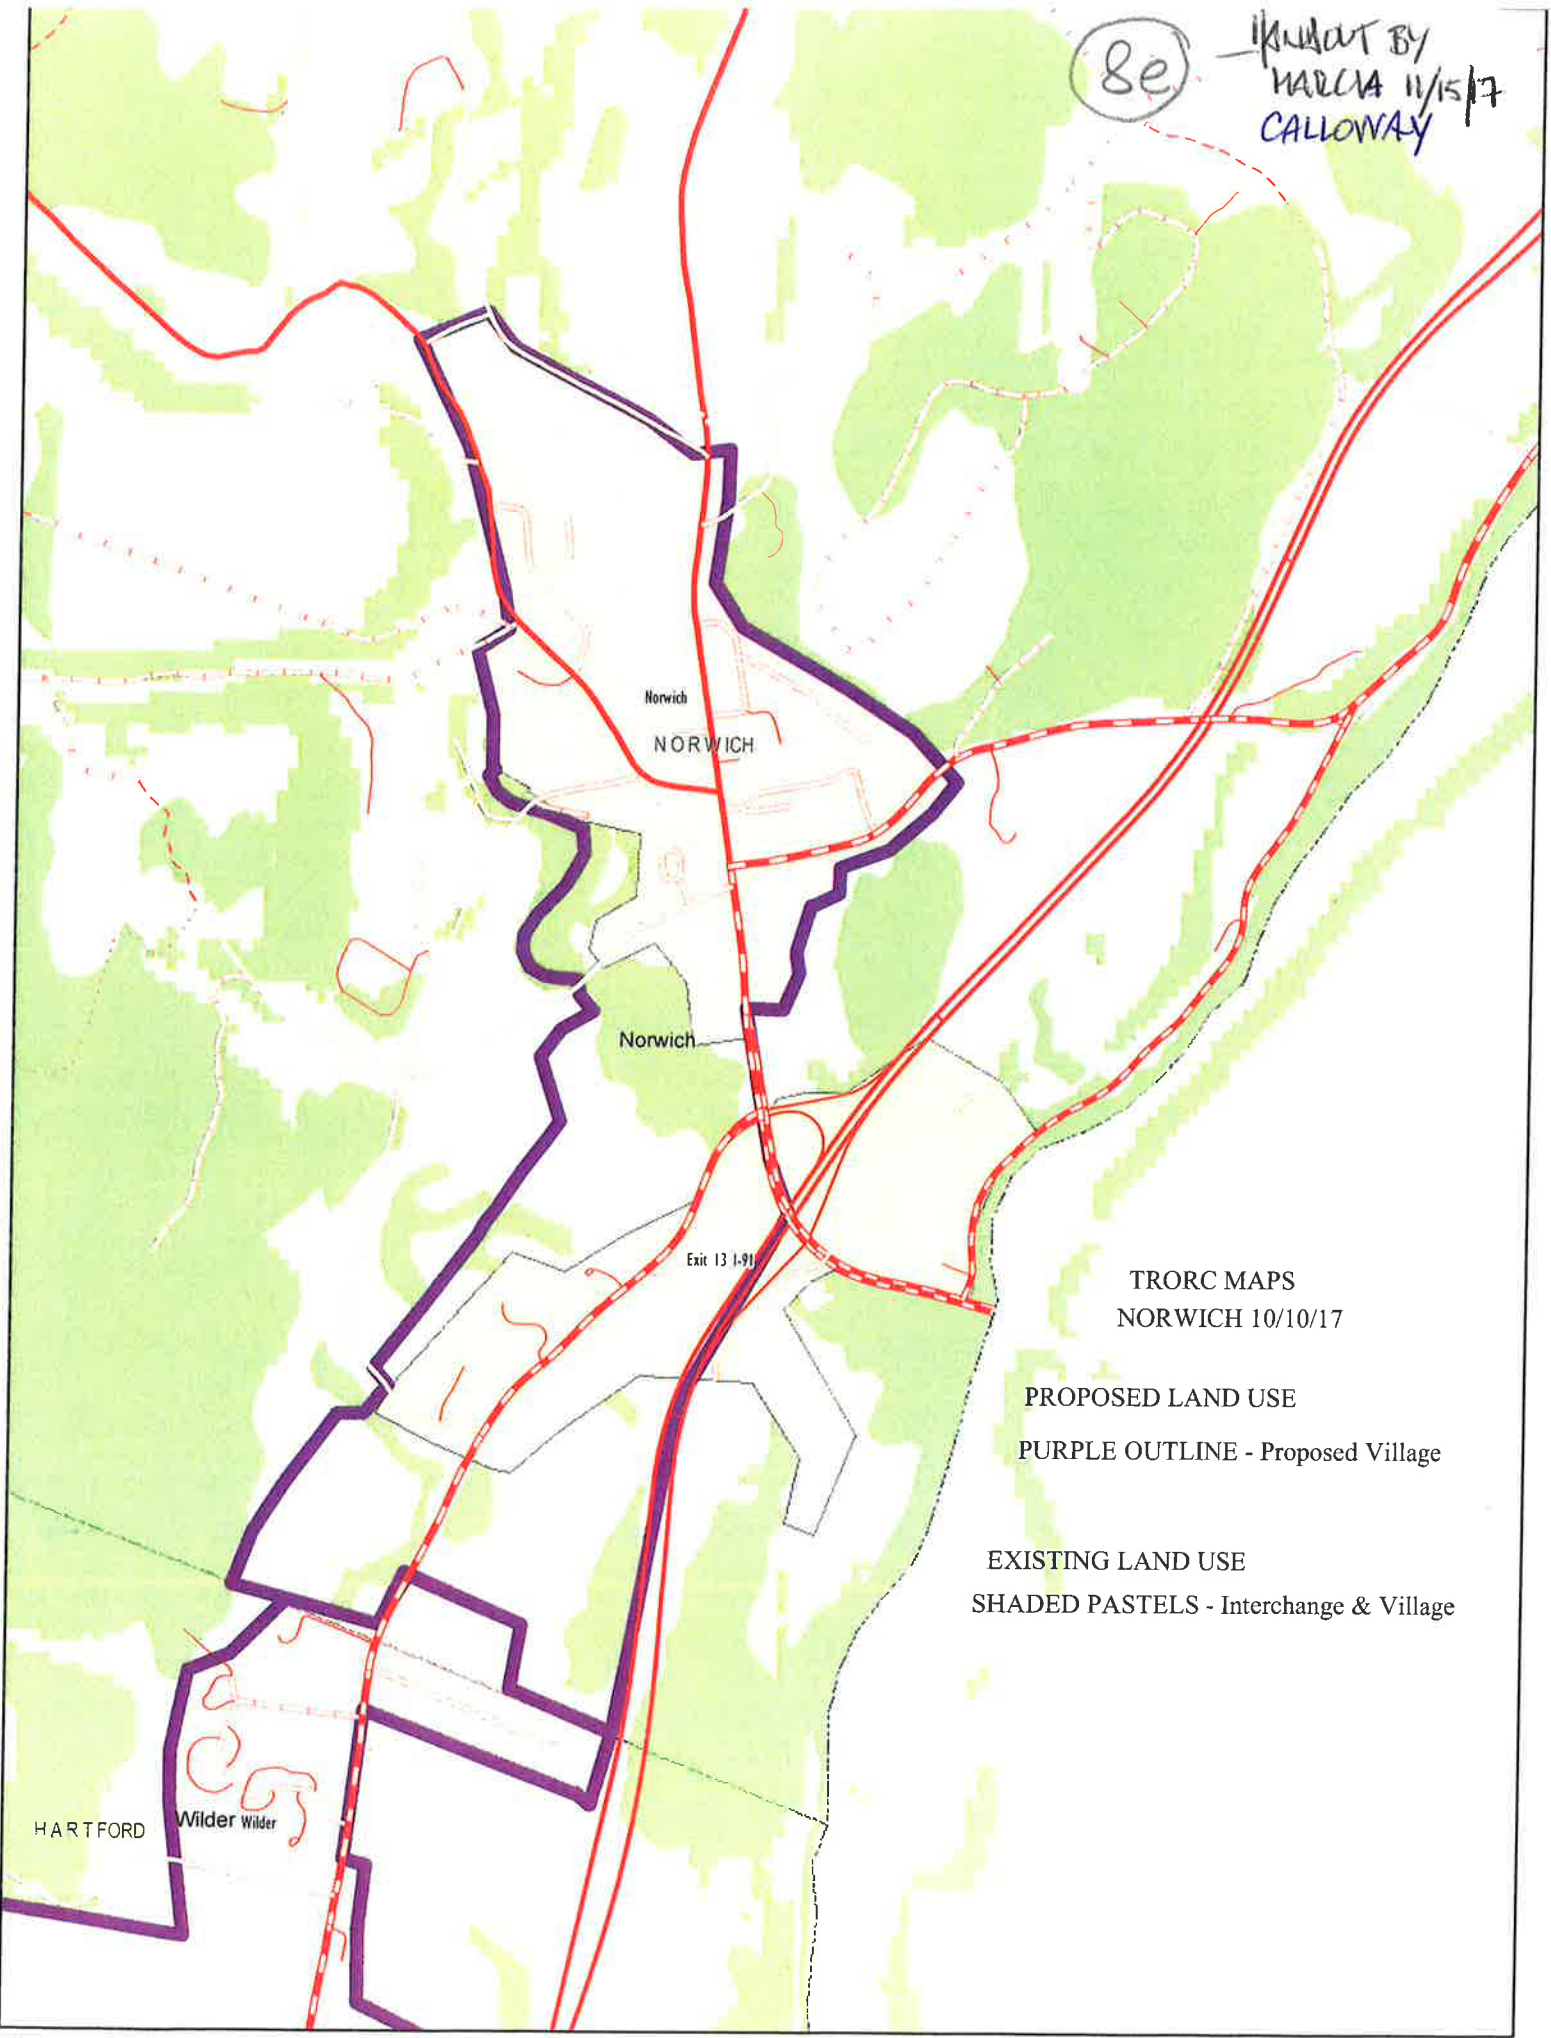 8e
HANDOUT BY
MARCIA 11/15/17
CALLOWAY
Norwich
NORWICH
Norwich
Exit 13 I-91
TRORC MAPS
NORWICH 10/10/17
PROPOSED LAND USE
PURPLE OUTLINE - Proposed Village
EXISTING LAND USE
SHADED PASTELS - Interchange & Village
HARTFORD
Wilder Wilder